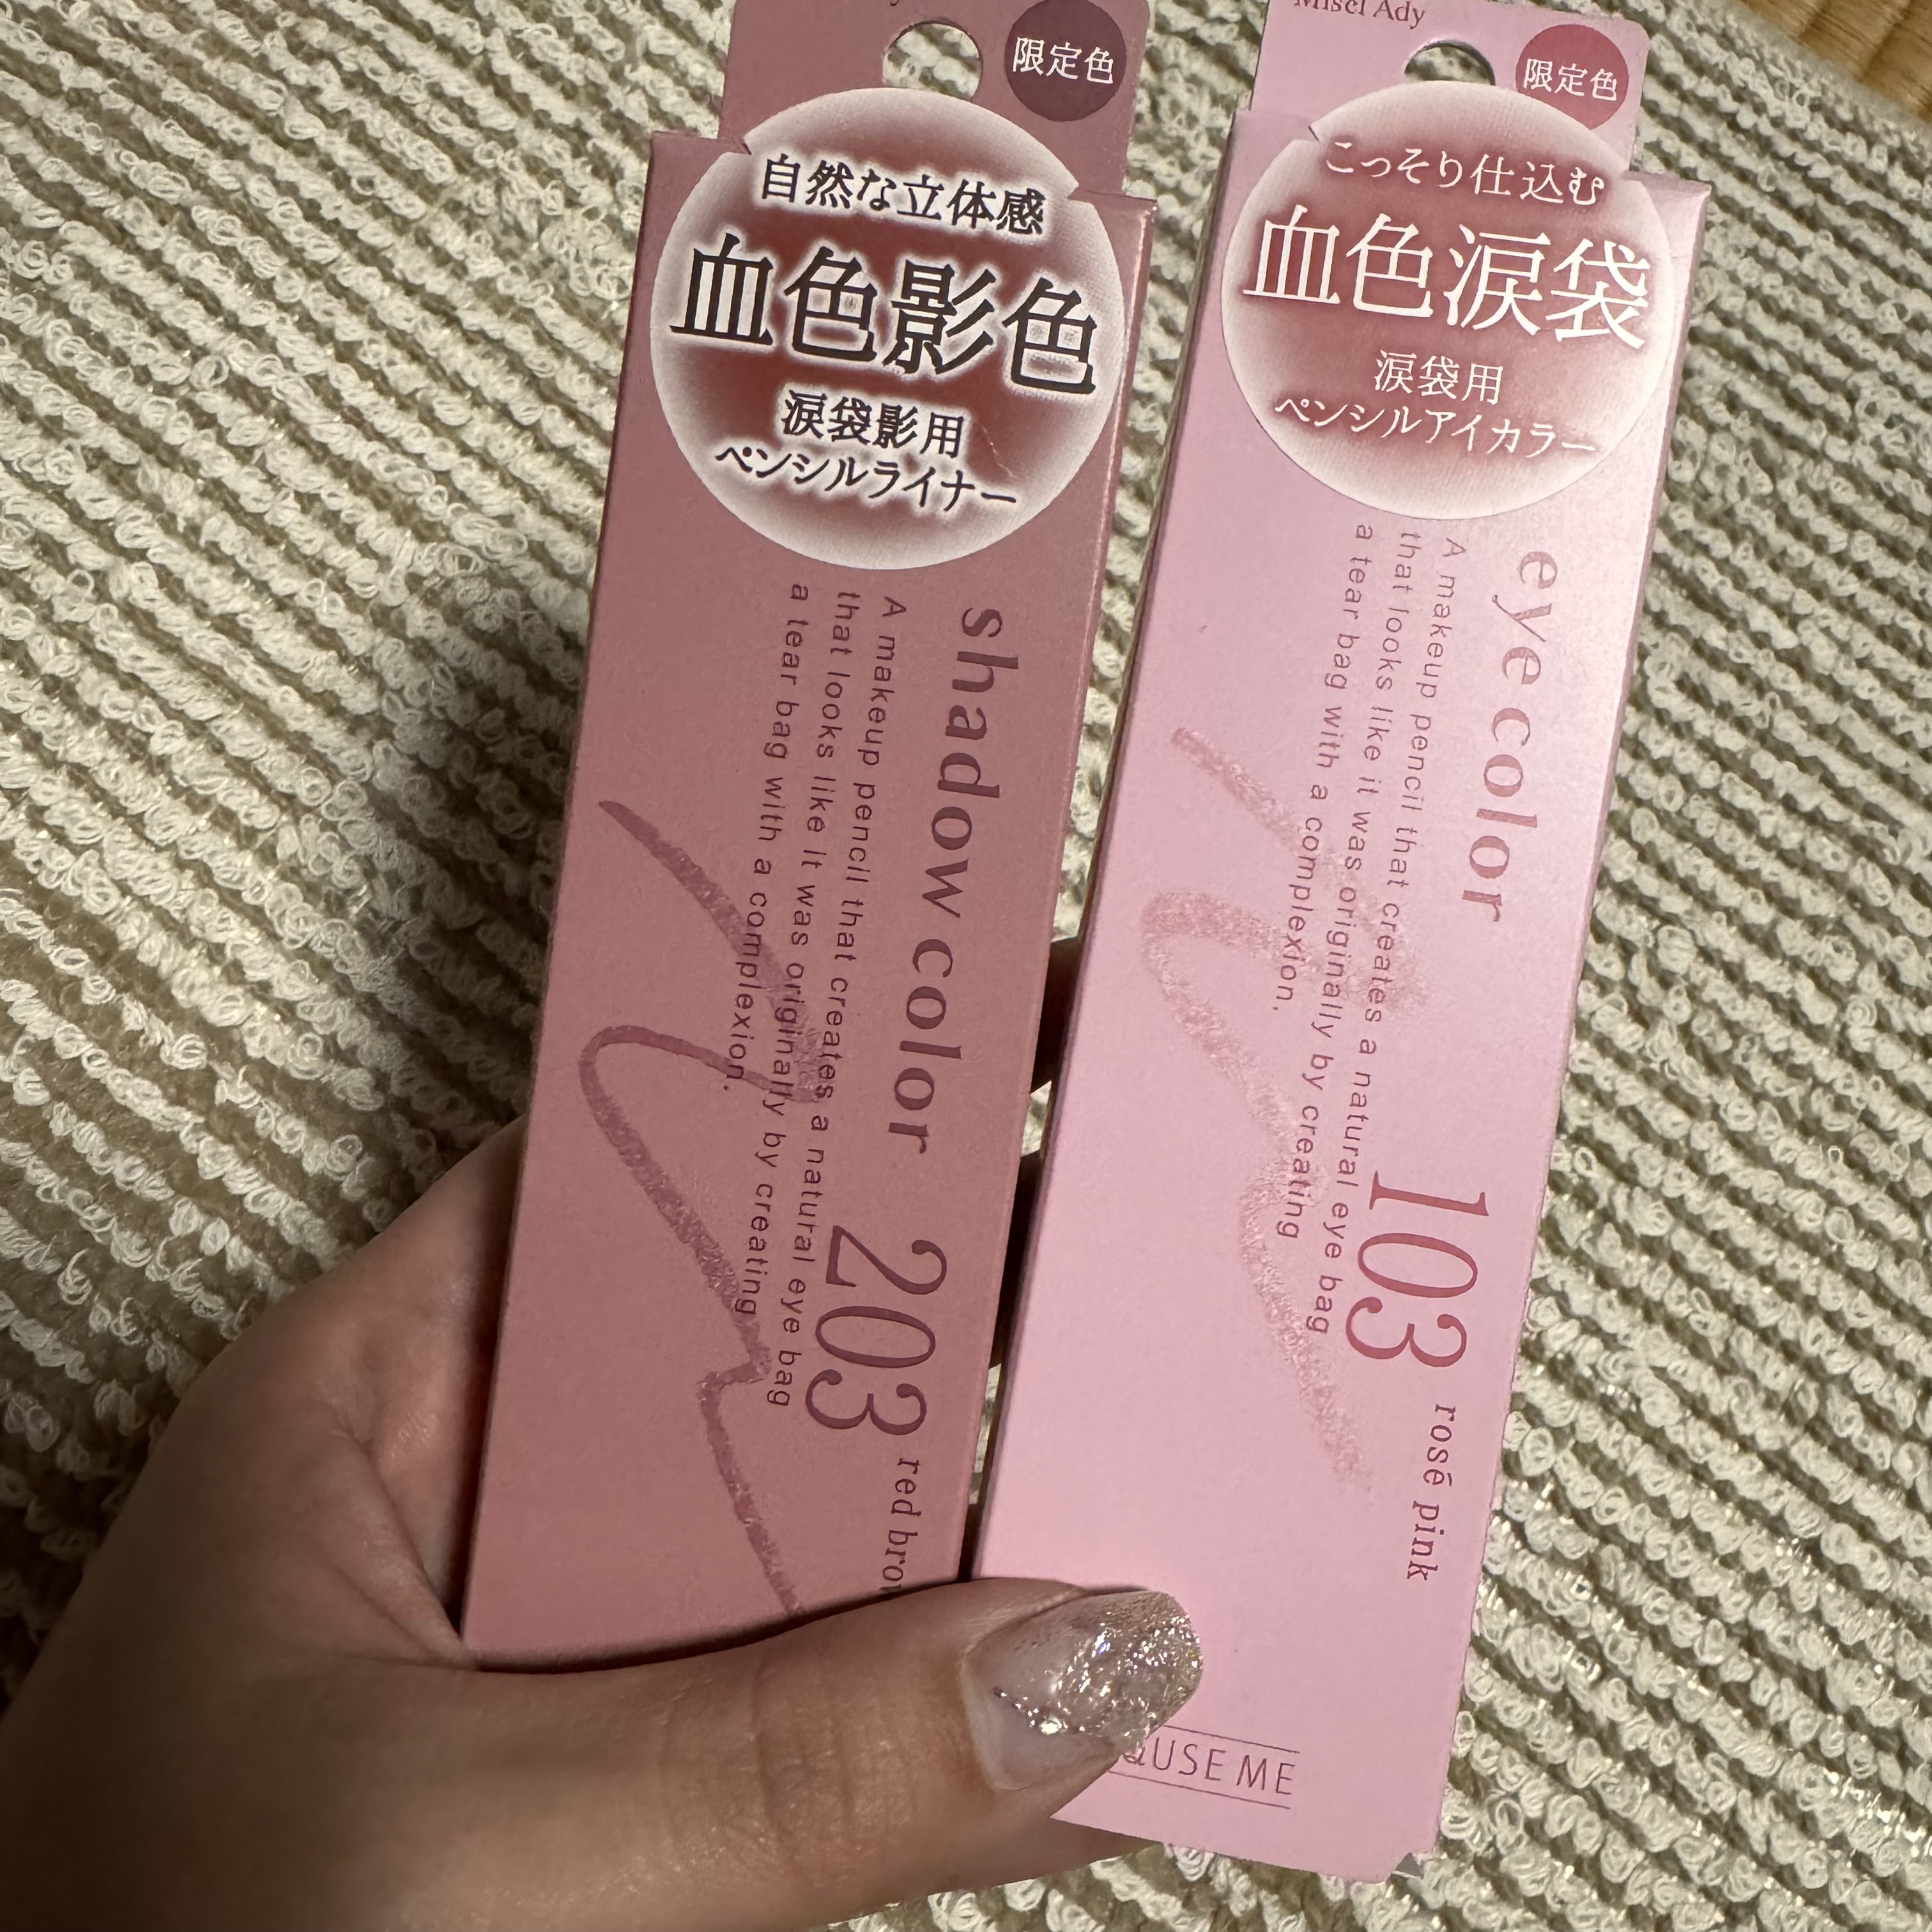 限定色
自然な立体感
血色影色
涙袋影用
ペンシルライナー
shadow color 203
A makeup pencil that creates a natural eye bag
that looks like it was originally by creating
a tear bag with a complexion.
Misel Ady
限定色
こっそり仕込む
血色涙袋
涙袋用
ペンシルアイカラー
eye color 103 rosé pink
A makeup pencil that creates a natural eye bag
that looks like it was originally by creating
a tear bag with a complexion.
ME